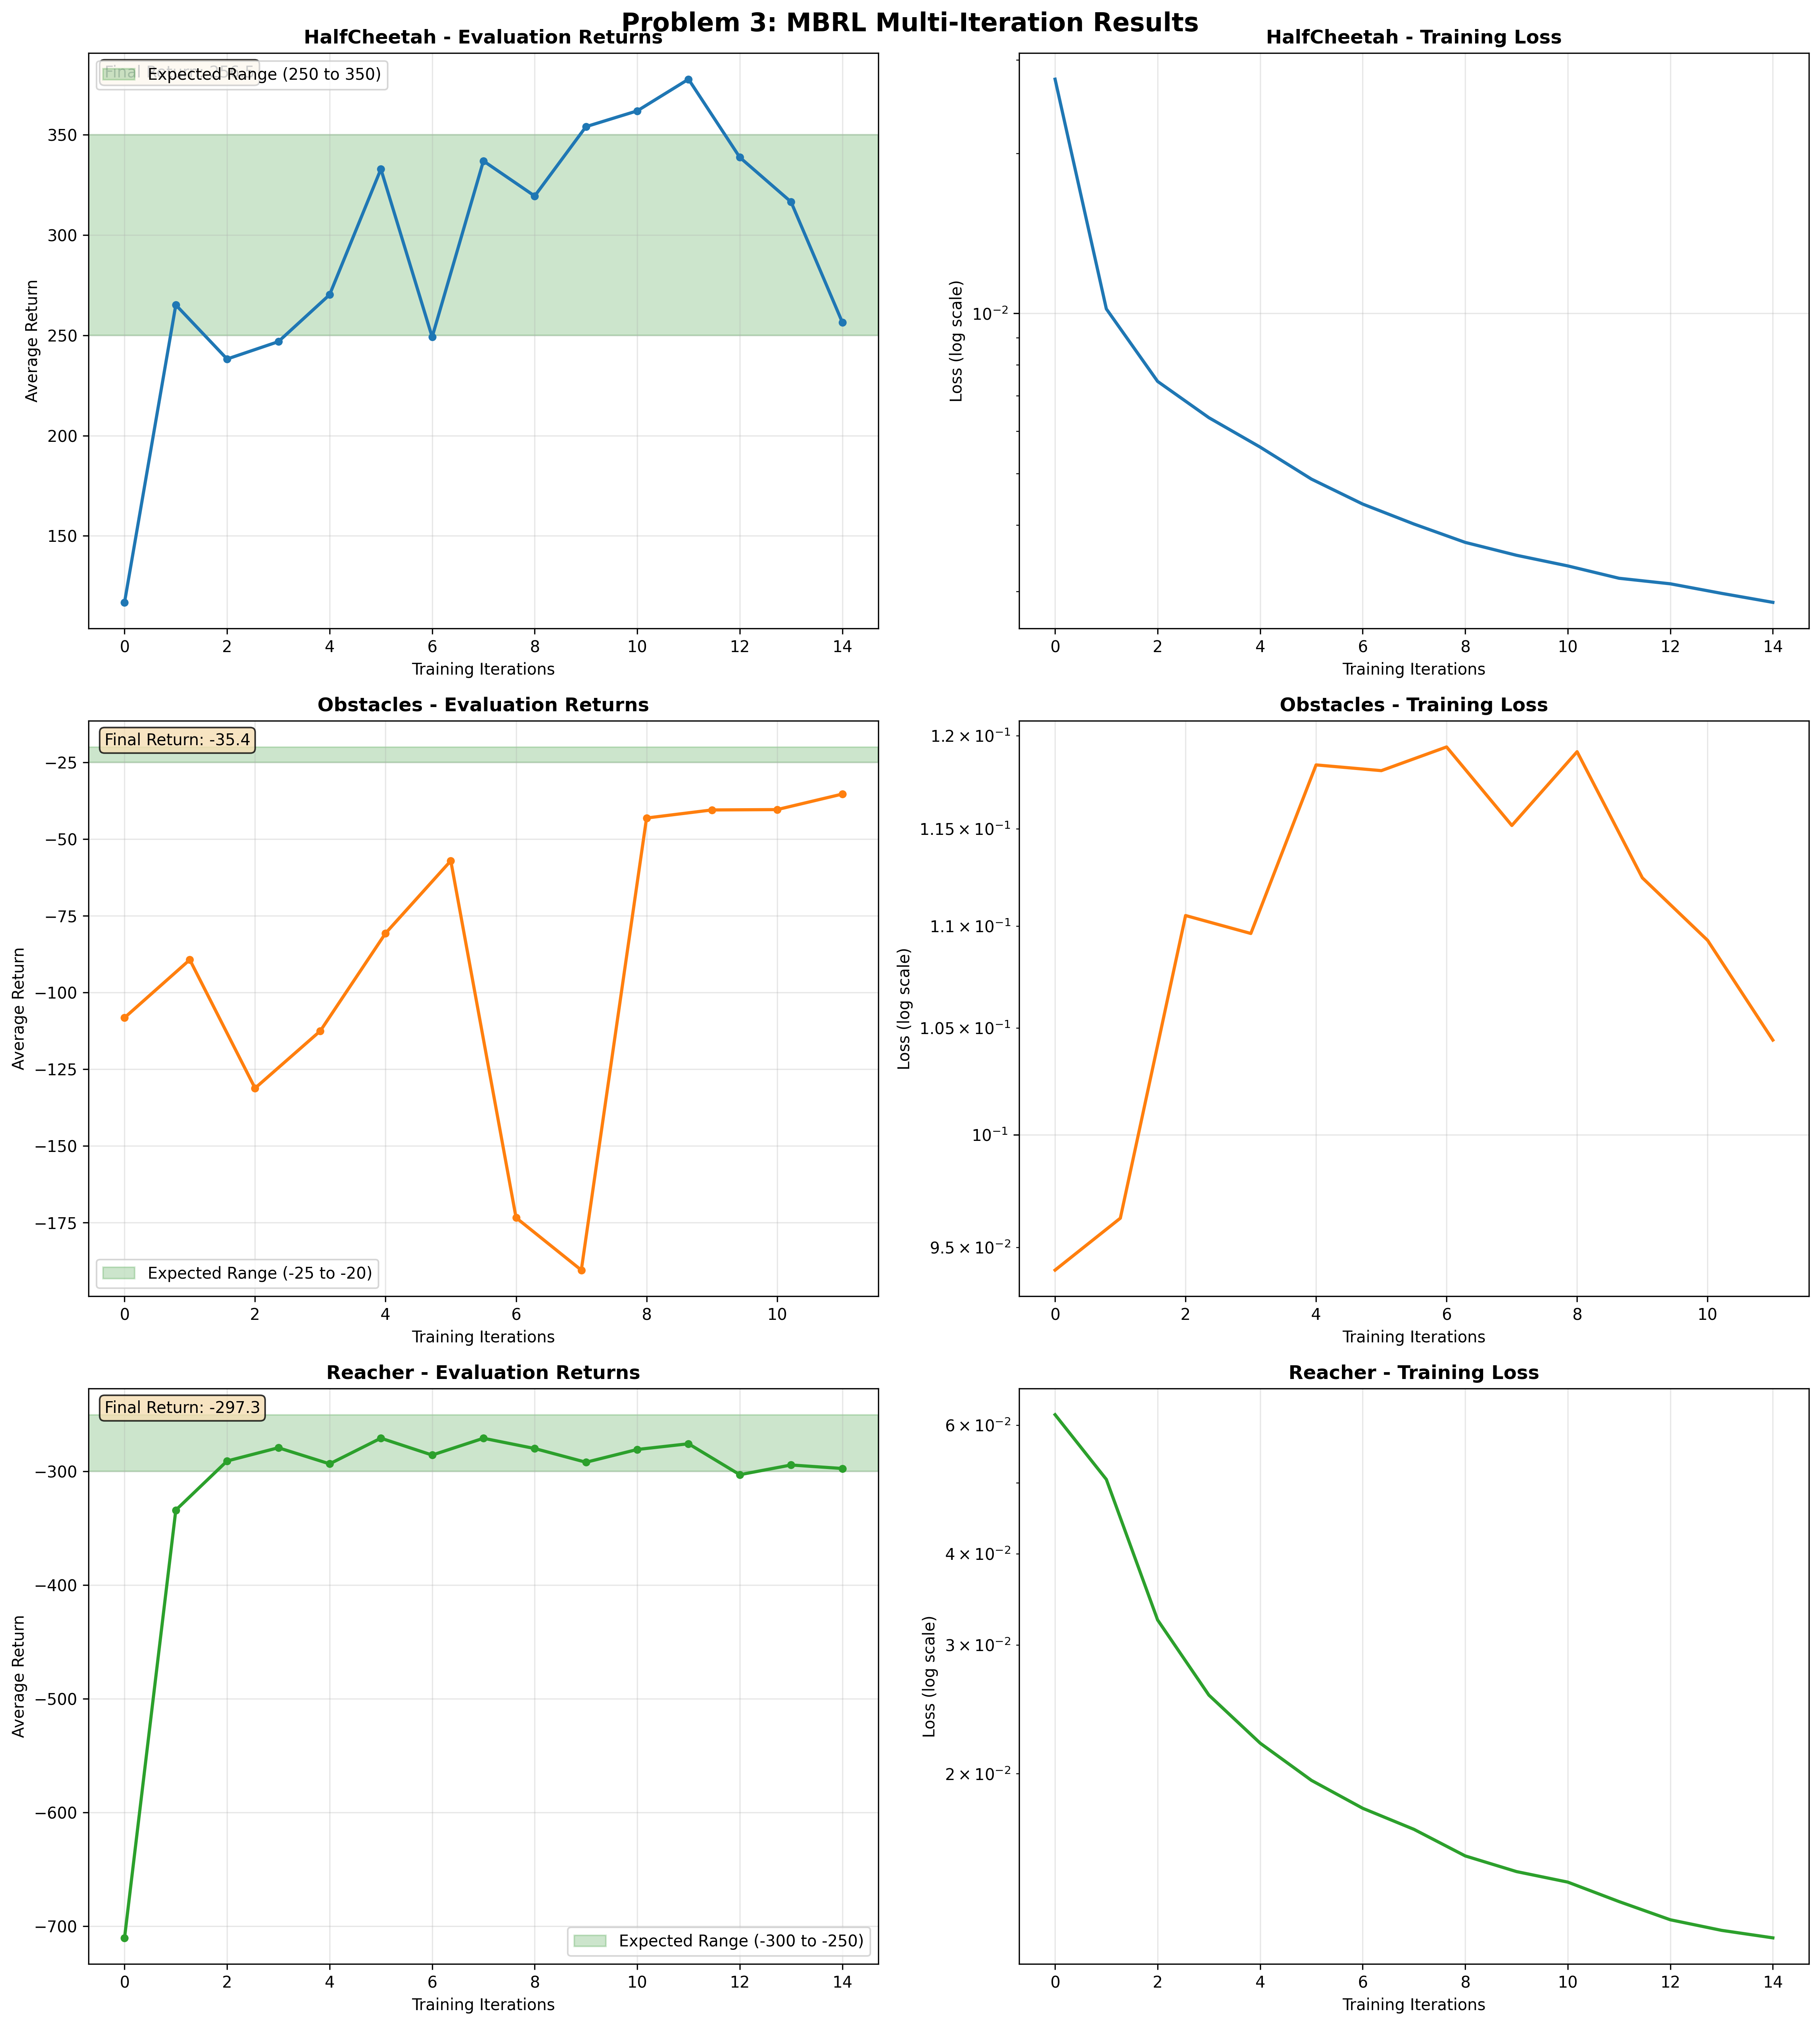 Problem 3: MBRL Multi-Iteration Results
HalfCheetah - Evaluation Returns
Expected Range (250 to 350)
350
300
250
200
150
Average Return
0 2 4 6 8 10 12 14
Training Iterations
HalfCheetah - Training Loss
10⁻²
Loss (log scale)
0 2 4 6 8 10 12 14
Training Iterations
Obstacles - Evaluation Returns
Final Return: -35.4
−25
−50
−75
−100
−125
−150
−175
Average Return
Expected Range (-25 to -20)
0 2 4 6 8 10
Training Iterations
Obstacles - Training Loss
1.2 × 10⁻¹
1.15 × 10⁻¹
1.1 × 10⁻¹
1.05 × 10⁻¹
10⁻¹
9.5 × 10⁻²
Loss (log scale)
0 2 4 6 8 10
Training Iterations
Reacher - Evaluation Returns
Final Return: -297.3
−300
−400
−500
−600
−700
Average Return
Expected Range (-300 to -250)
0 2 4 6 8 10 12 14
Training Iterations
Reacher - Training Loss
6 × 10⁻²
4 × 10⁻²
3 × 10⁻²
2 × 10⁻²
Loss (log scale)
0 2 4 6 8 10 12 14
Training Iterations